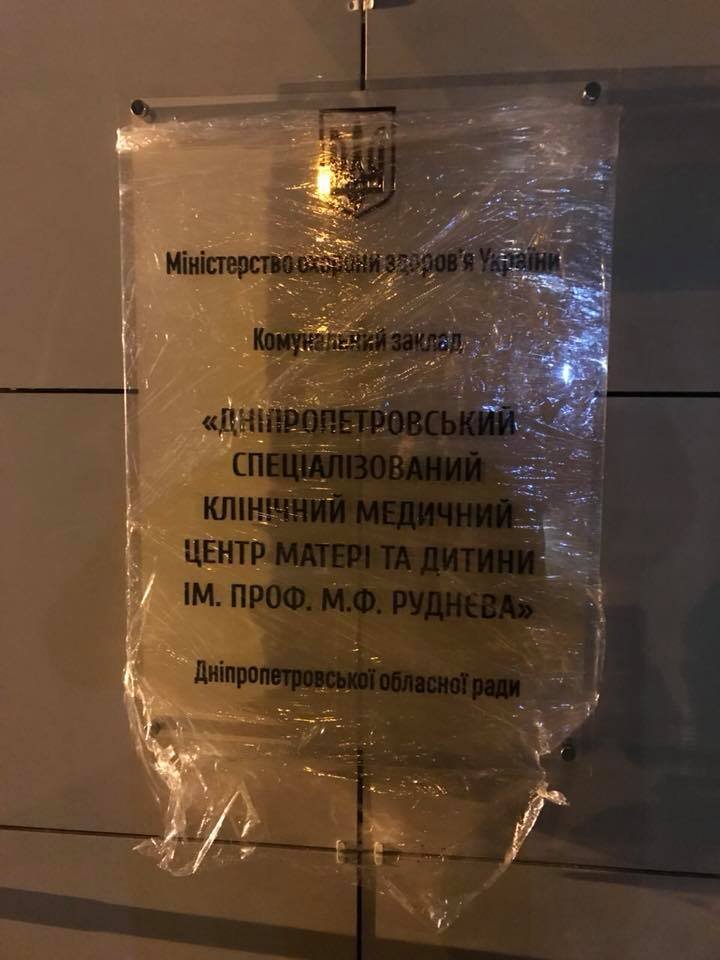 Міністерство охорони здоров'я України
Комунальний заклад
«ДНІПРОПЕТРОВСЬКИЙ
СПЕЦІАЛІЗОВАНИЙ
КЛІНІЧНИЙ МЕДИЧНИЙ
ЦЕНТР МАТЕРІ ТА ДИТИНИ
ІМ. ПРОФ. М.Ф. РУДНЄВА»
Дніпропетровської обласної ради